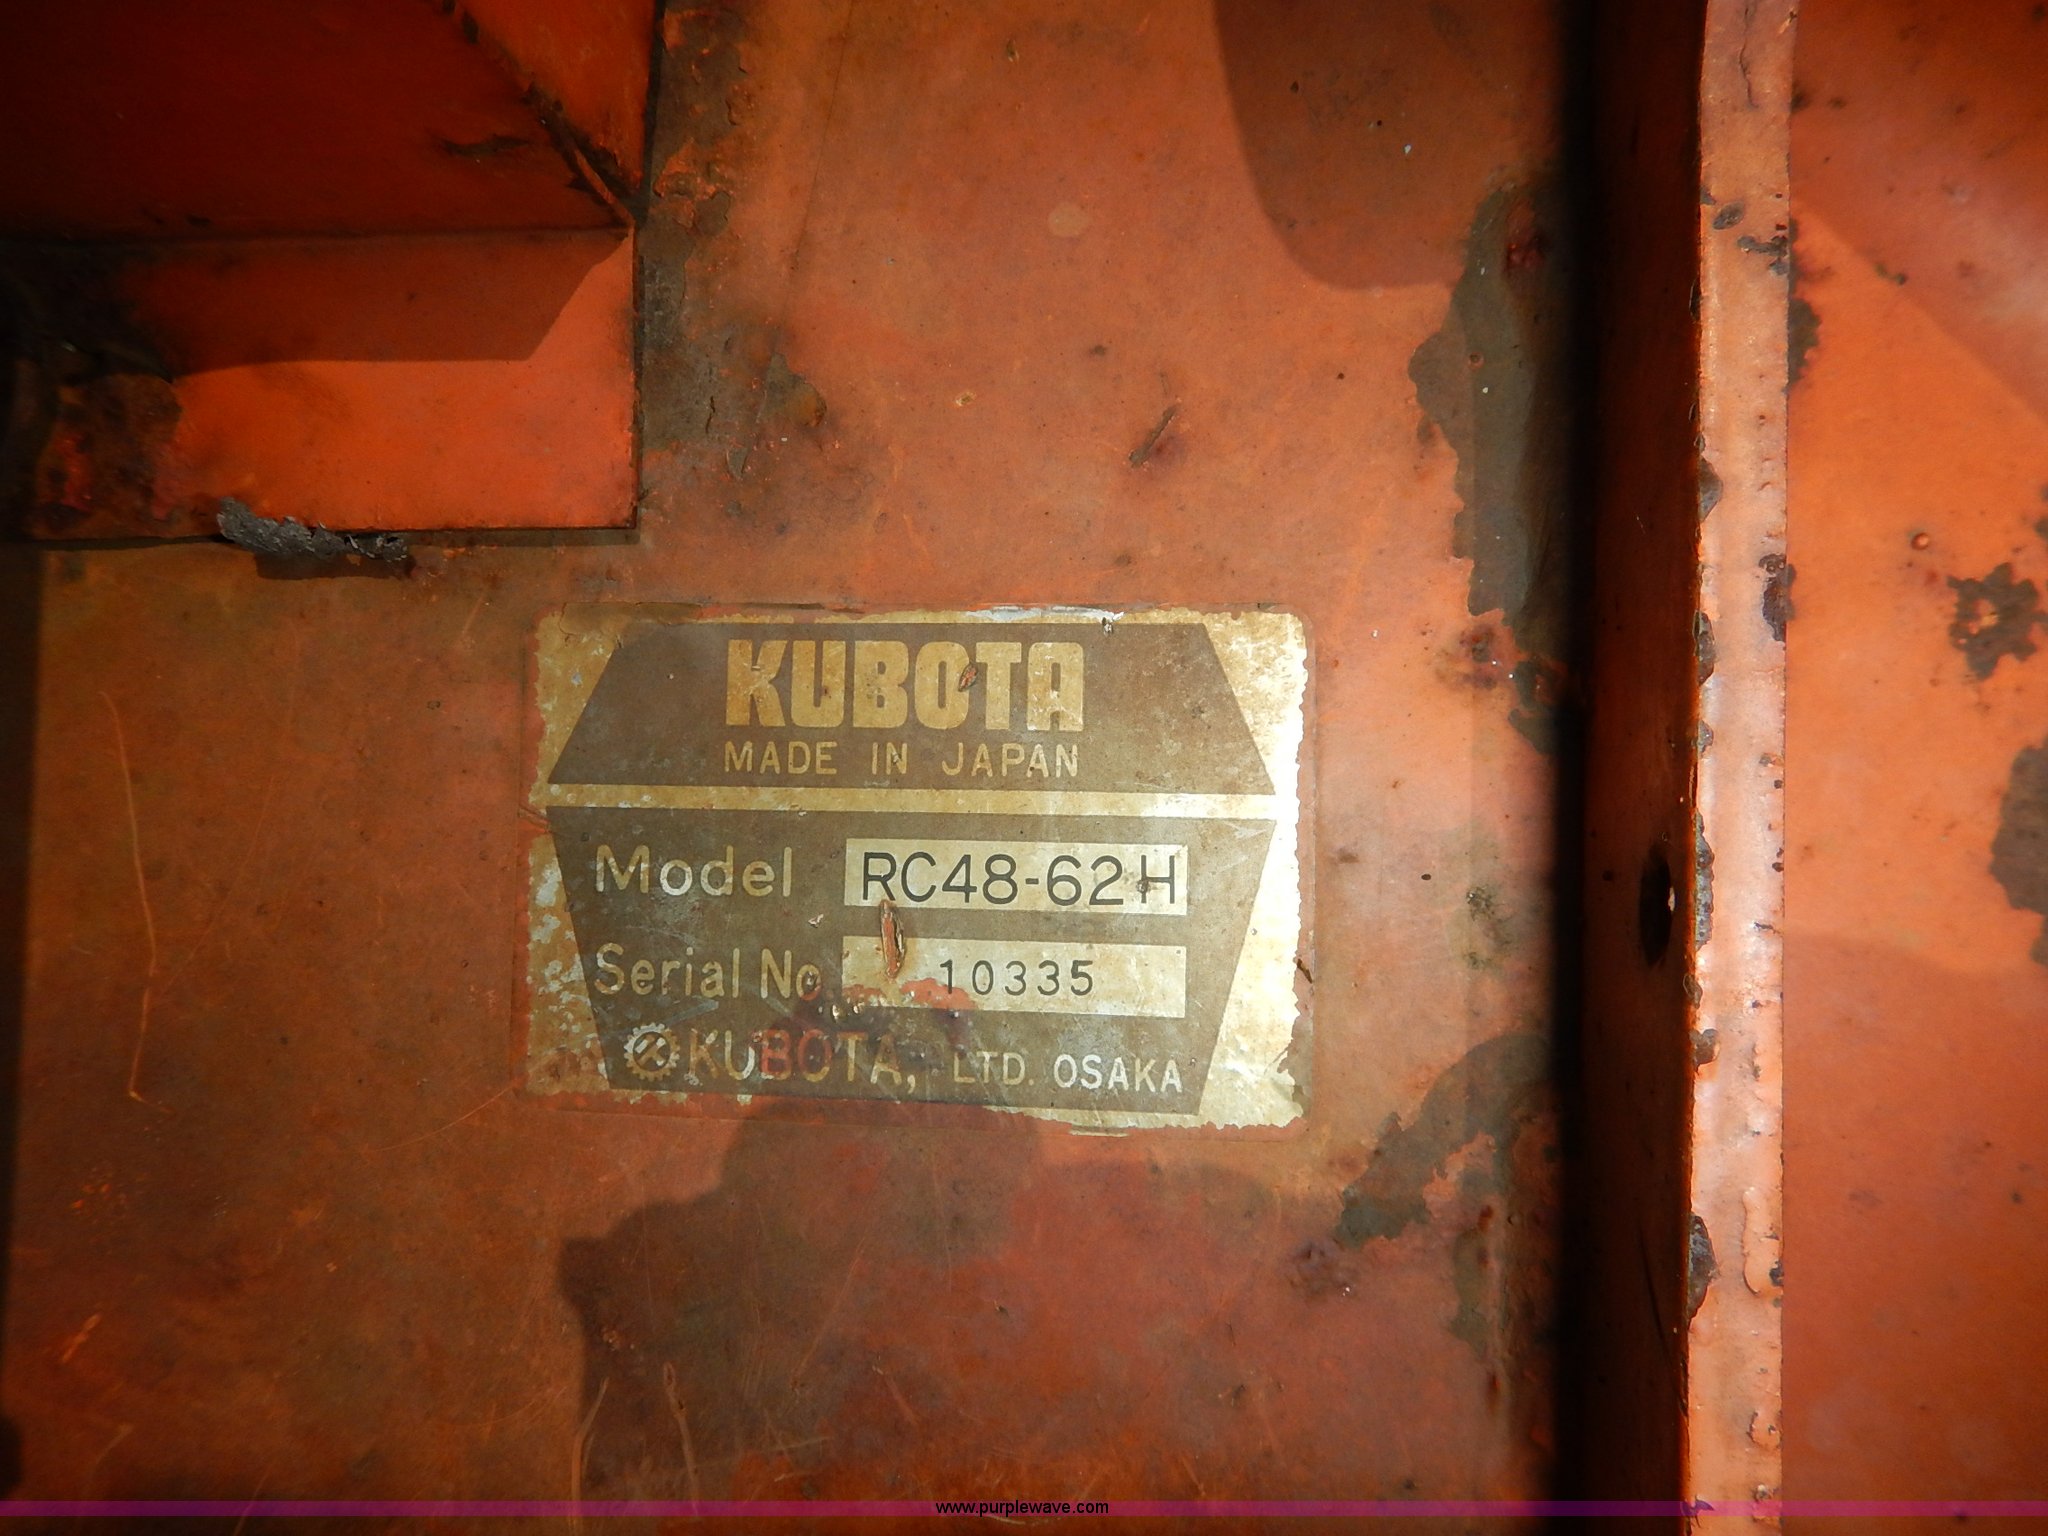 KUBOTA
MADE IN JAPAN
Model RC48-62H
Serial No 10335
KUBOTA, LTD. OSAKA
www.purplewave.com